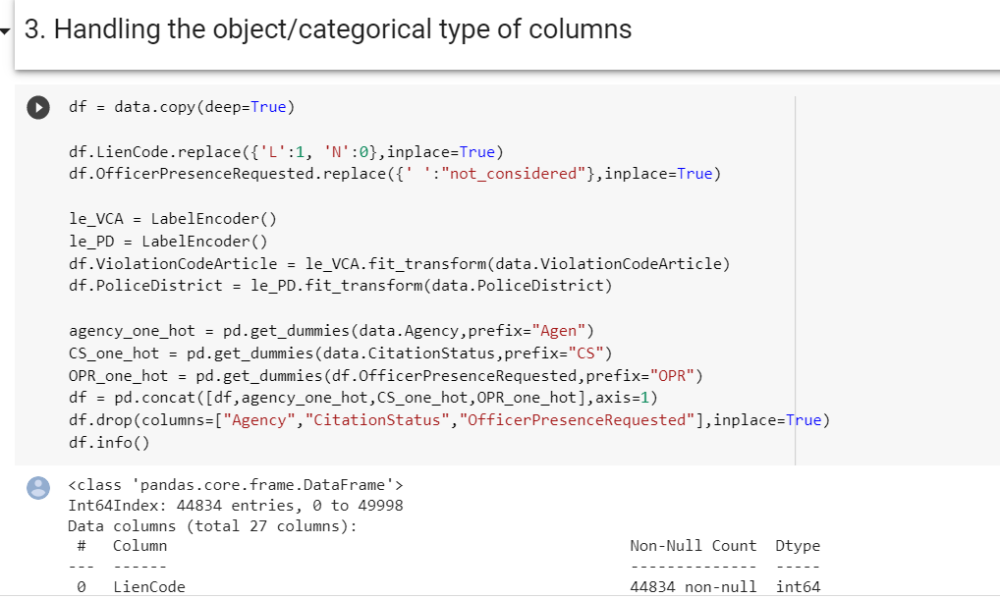 3. Handling the object/categorical type of columns
df = data.copy(deep=True)
df.LienCode.replace({'L':1, 'N':0},inplace=True)
df.OfficerPresenceRequested.replace({' ':"not_considered"},inplace=True)
le_VCA = LabelEncoder()
le_PD = LabelEncoder()
df.ViolationCodeArticle = le_VCA.fit_transform(data.ViolationCodeArticle)
df.PoliceDistrict = le_PD.fit_transform(data.PoliceDistrict)
agency_one_hot = pd.get_dummies(data.Agency,prefix="Agen")
CS_one_hot = pd.get_dummies(data.CitationStatus,prefix="CS")
OPR_one_hot = pd.get_dummies(df.OfficerPresenceRequested,prefix="OPR")
df = pd.concat([df,agency_one_hot,CS_one_hot,OPR_one_hot],axis=1)
df.drop(columns=["Agency","CitationStatus","OfficerPresenceRequested"],inplace=True)
df.info()
<class 'pandas.core.frame.DataFrame'>
Int64Index: 44834 entries, 0 to 49998
Data columns (total 27 columns):
#   Column   Non-Null Count  Dtype
---  ------   --------------  -----
0   LienCode   44834 non-null  int64